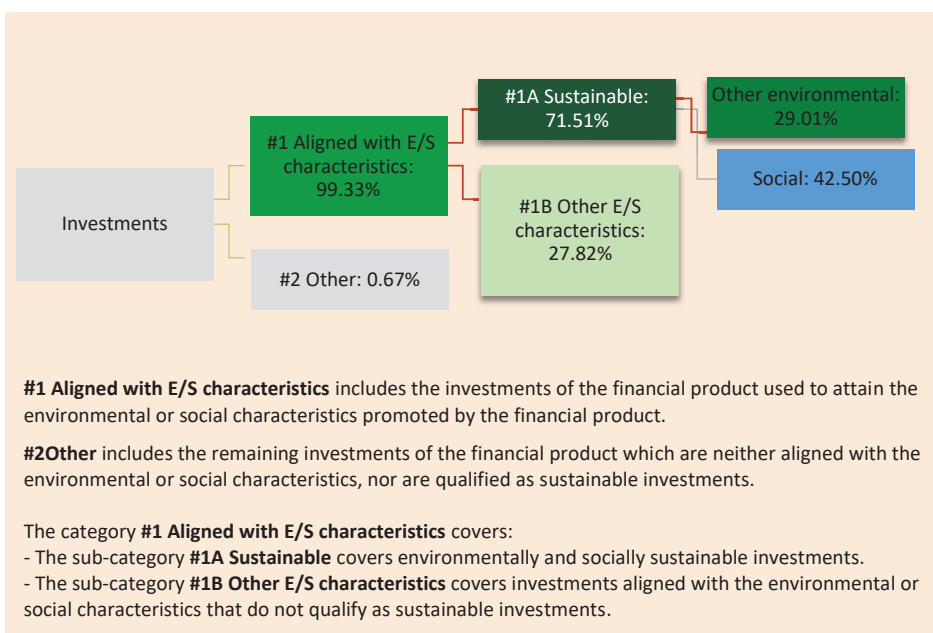 Investments
#1 Aligned with E/S
characteristics:
99.33%
#2 Other: 0.67%
#1A Sustainable:
71.51%
#1B Other E/S
characteristics:
27.82%
Other environmental:
29.01%
Social: 42.50%
#1 Aligned with E/S characteristics includes the investments of the financial product used to attain the
environmental or social characteristics promoted by the financial product.
#2Other includes the remaining investments of the financial product which are neither aligned with the
environmental or social characteristics, nor are qualified as sustainable investments.
The category #1 Aligned with E/S characteristics covers:
- The sub-category #1A Sustainable covers environmentally and socially sustainable investments.
- The sub-category #1B Other E/S characteristics covers investments aligned with the environmental or
social characteristics that do not qualify as sustainable investments.